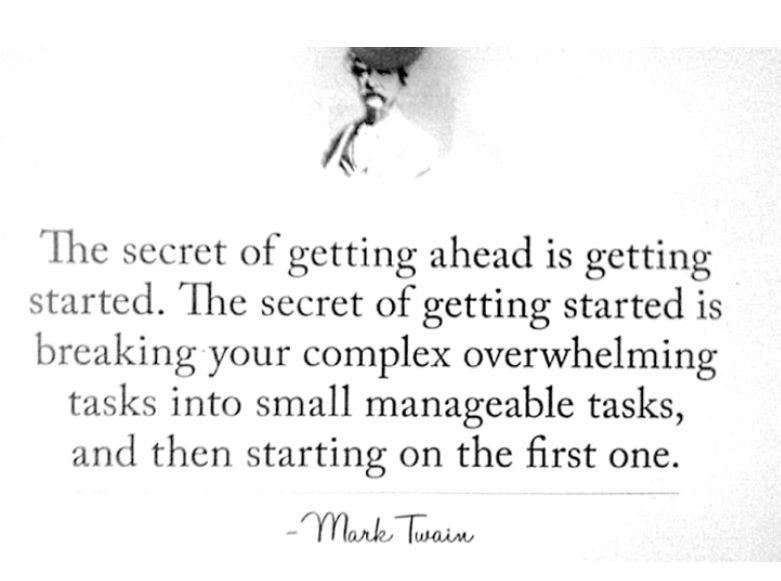 The secret of getting ahead is getting
started. The secret of getting started is
breaking your complex overwhelming
tasks into small manageable tasks,
and then starting on the first one.
-Mark Twain